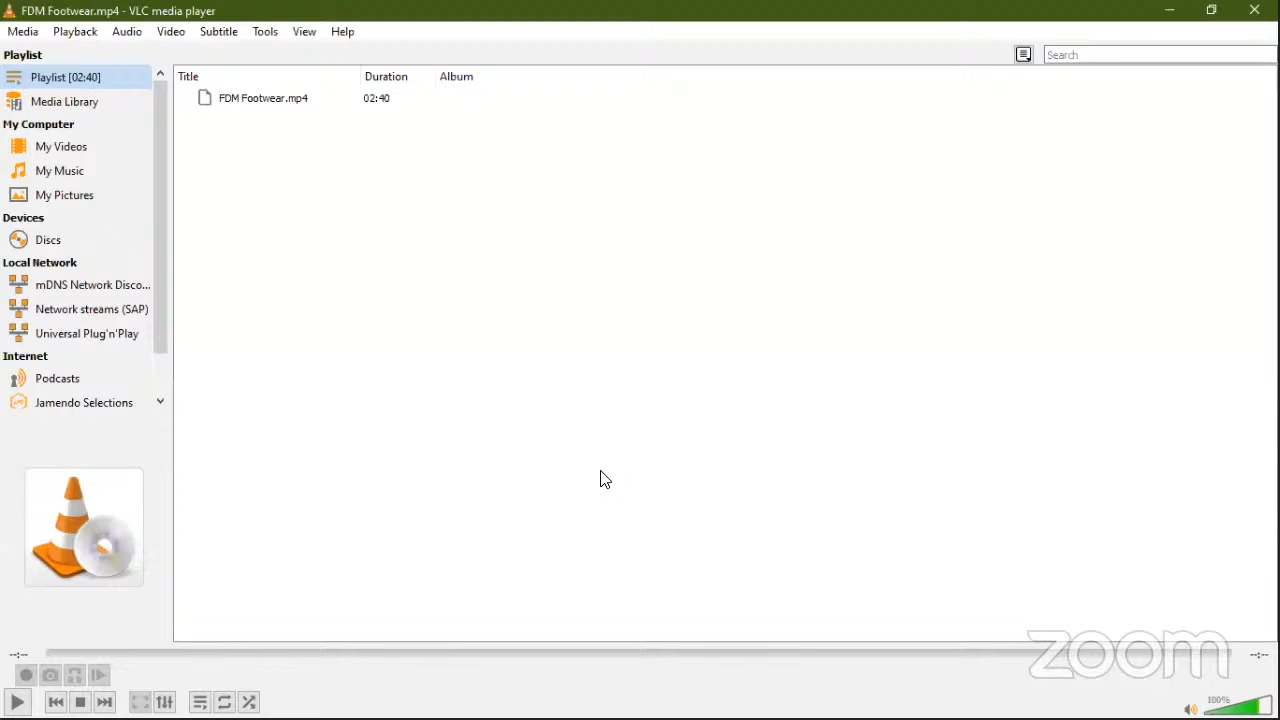 FDM Footwear.mp4 - VLC media player
Media Playback Audio Video Subtitle Tools View Help
Playlist
Search
Playlist [02:40]
Media Library
My Computer
My Videos
My Music
My Pictures
Devices
Discs
Local Network
mDNS Network Disco...
Network streams (SAP)
Universal Plug'n'Play
Internet
Podcasts
Jamendo Selections
Title Duration Album
FDM Footwear.mp4 02:40
--:--
--:--
zoom
100%